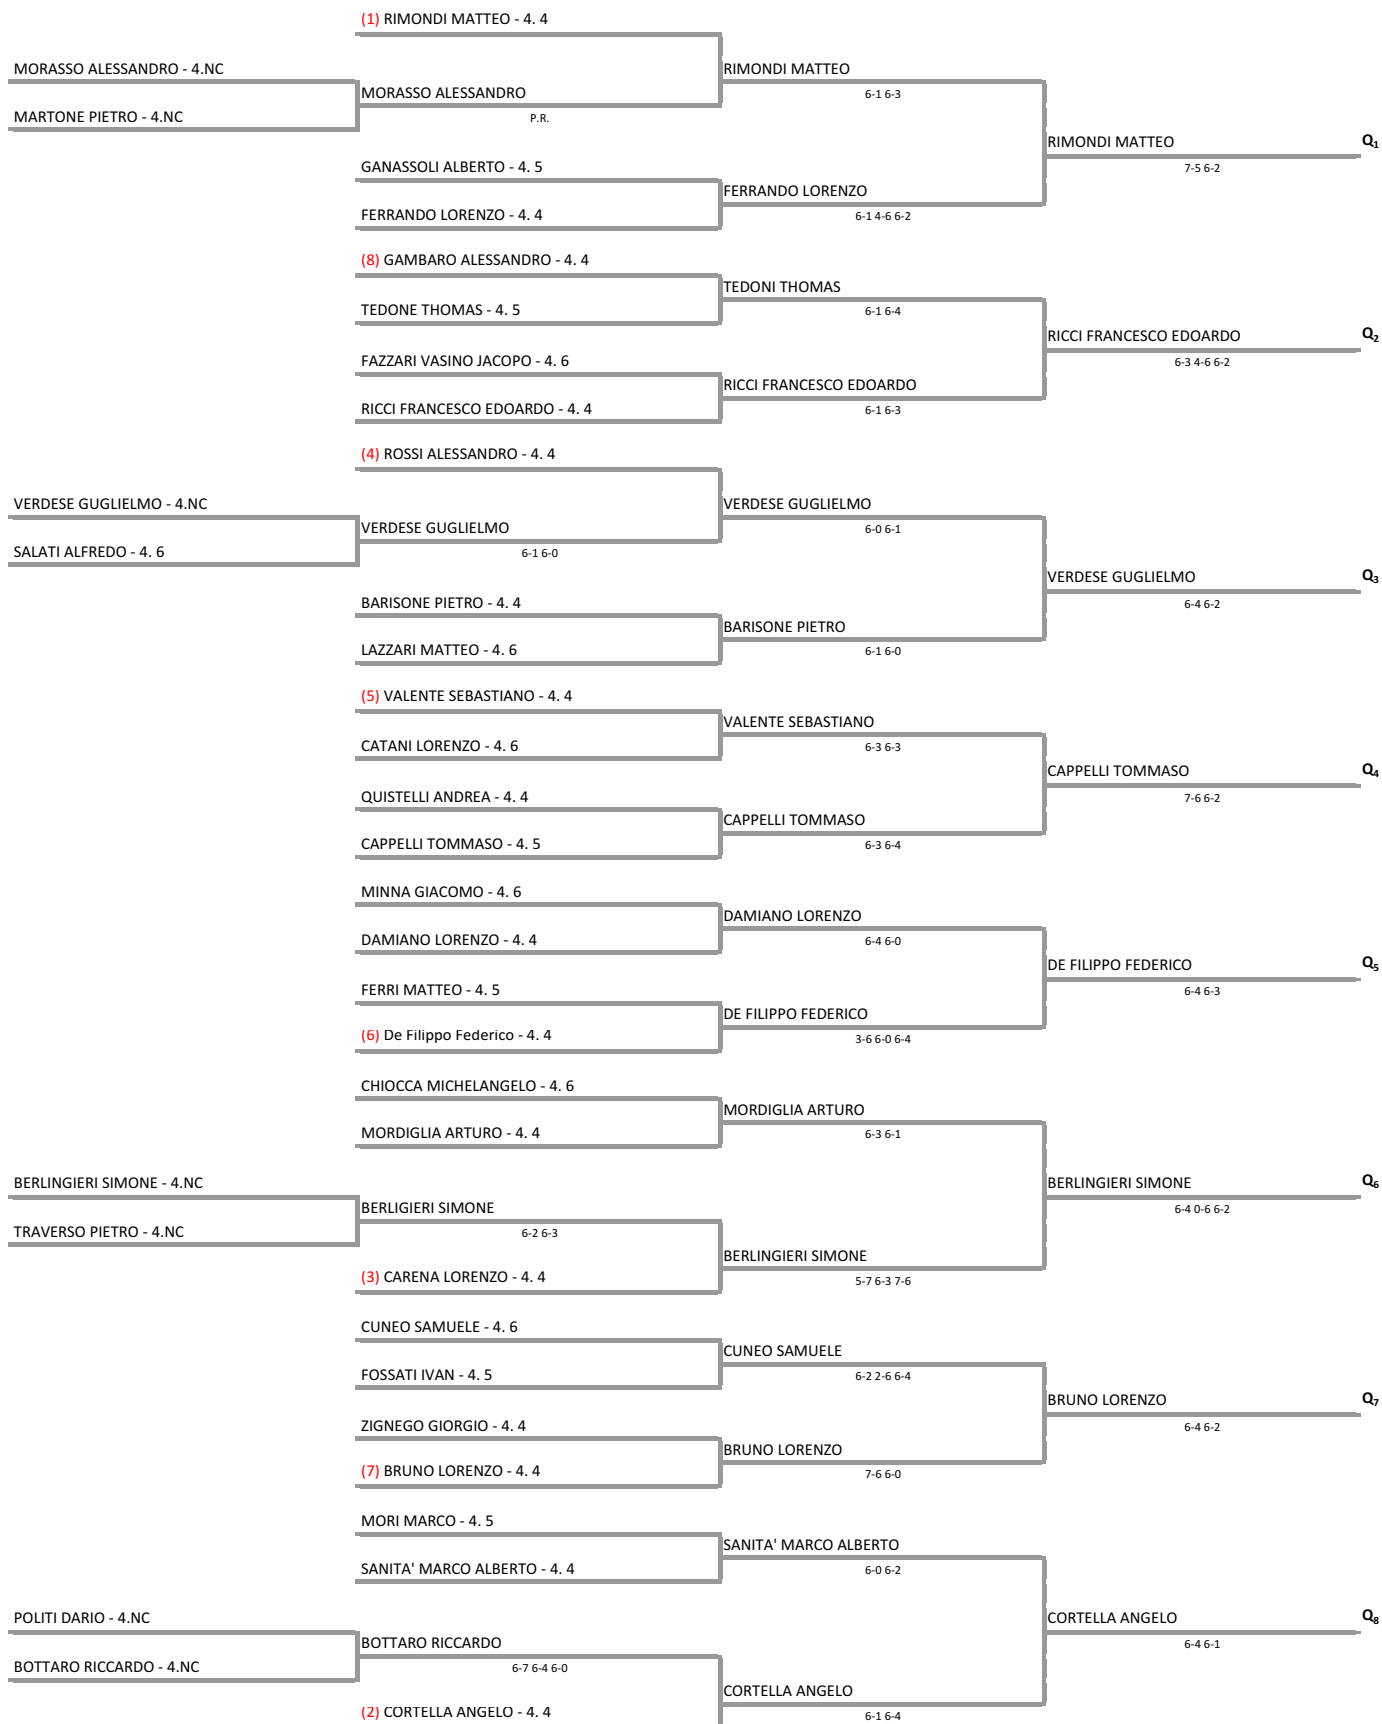 (1) RIMONDI MATTEO - 4. 4
MORASSO ALESSANDRO - 4.NC
RIMONDI MATTEO
MORASSO ALESSANDRO
6-1 6-3
MARTONE PIETRO - 4.NC
P.R.
RIMONDI MATTEO
Q1
GANASSOLI ALBERTO - 4. 5
7-5 6-2
FERRANDO LORENZO
FERRANDO LORENZO - 4. 4
6-1 4-6 6-2
(8) GAMBARO ALESSANDRO - 4. 4
TEDONI THOMAS
TEDONE THOMAS - 4. 5
6-1 6-4
RICCI FRANCESCO EDOARDO
Q2
FAZZARI VASINO JACOPO - 4. 6
6-3 4-6 6-2
RICCI FRANCESCO EDOARDO
RICCI FRANCESCO EDOARDO - 4. 4
6-1 6-3
(4) ROSSI ALESSANDRO - 4. 4
VERDESE GUGLIELMO - 4.NC
VERDESE GUGLIELMO
VERDESE GUGLIELMO
6-0 6-1
SALATI ALFREDO - 4. 6
6-1 6-0
VERDESE GUGLIELMO
Q3
BARISONE PIETRO - 4. 4
6-4 6-2
BARISONE PIETRO
LAZZARI MATTEO - 4. 6
6-1 6-0
(5) VALENTE SEBASTIANO - 4. 4
VALENTE SEBASTIANO
CATANI LORENZO - 4. 6
6-3 6-3
CAPPELLI TOMMASO
Q4
QUISTELLI ANDREA - 4. 4
7-6 6-2
CAPPELLI TOMMASO
CAPPELLI TOMMASO - 4. 5
6-3 6-4
MINNA GIACOMO - 4. 6
DAMIANO LORENZO
DAMIANO LORENZO - 4. 4
6-4 6-0
DE FILIPPO FEDERICO
Q5
FERRI MATTEO - 4. 5
6-4 6-3
DE FILIPPO FEDERICO
(6) De Filippo Federico - 4. 4
3-6 6-0 6-4
CHIOCCA MICHELANGELO - 4. 6
MORDIGLIA ARTURO
MORDIGLIA ARTURO - 4. 4
6-3 6-1
BERLINGIERI SIMONE - 4.NC
BERLINGIERI SIMONE
Q6
BERLIGIERI SIMONE
6-4 0-6 6-2
TRAVERSO PIETRO - 4.NC
6-2 6-3
BERLINGIERI SIMONE
(3) CARENA LORENZO - 4. 4
5-7 6-3 7-6
CUNEO SAMUELE - 4. 6
CUNEO SAMUELE
FOSSATI IVAN - 4. 5
6-2 2-6 6-4
BRUNO LORENZO
Q7
ZIGNEGO GIORGIO - 4. 4
6-4 6-2
BRUNO LORENZO
(7) BRUNO LORENZO - 4. 4
7-6 6-0
MORI MARCO - 4. 5
SANITA' MARCO ALBERTO
SANITA' MARCO ALBERTO - 4. 4
6-0 6-2
POLITI DARIO - 4.NC
CORTELLA ANGELO
Q8
BOTTARO RICCARDO
6-4 6-1
BOTTARO RICCARDO - 4.NC
6-7 6-4 6-0
CORTELLA ANGELO
(2) CORTELLA ANGELO - 4. 4
6-1 6-4